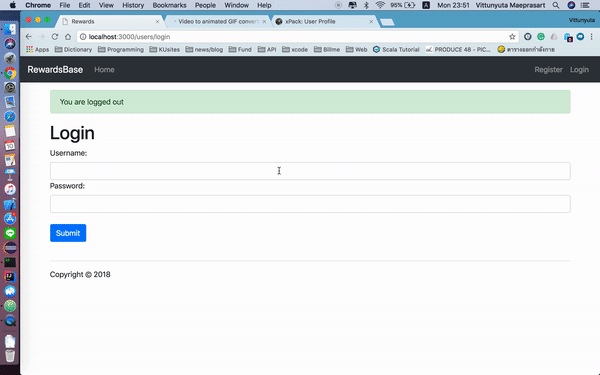 Chrome File Edit View History Bookmarks People Window Help 95% Mon 23:51 Vittunyuta Maeprasart
Rewards Video to animated GIF convert xPack: User Profile Vittunyuta
localhost:3000/users/login
Apps Dictionary Programming KUsites news/blog Fund API xcode Billme Web Scala Tutorial PRODUCE 48 - PIC... ตารางออกกำลังกาย
RewardsBase Home Register Login
You are logged out
Login
Username:
Password:
Submit
Copyright © 2018